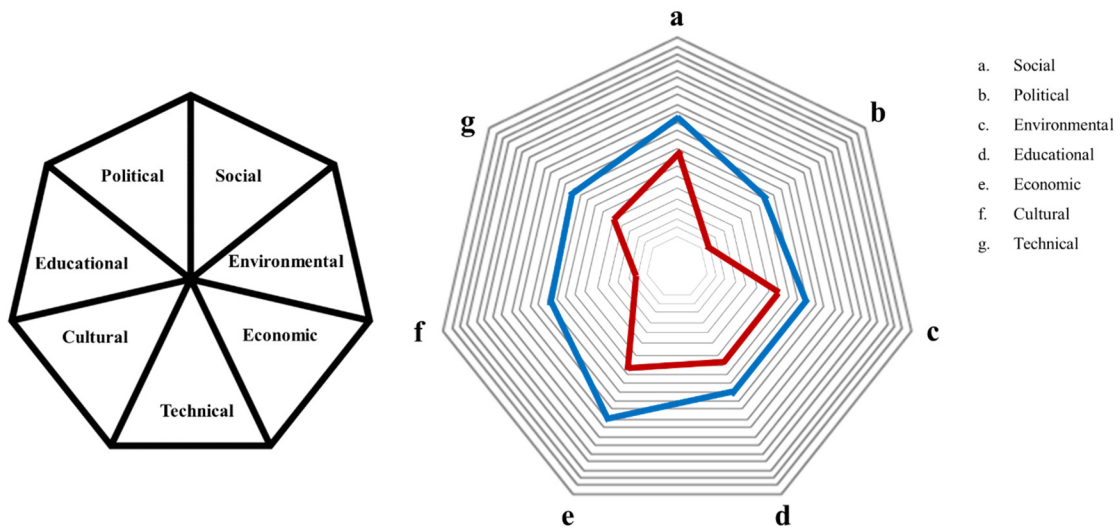 Political
Social
Educational
Environmental
Cultural
Economic
Technical
a
b
c
d
e
f
g
a. Social
b. Political
c. Environmental
d. Educational
e. Economic
f. Cultural
g. Technical